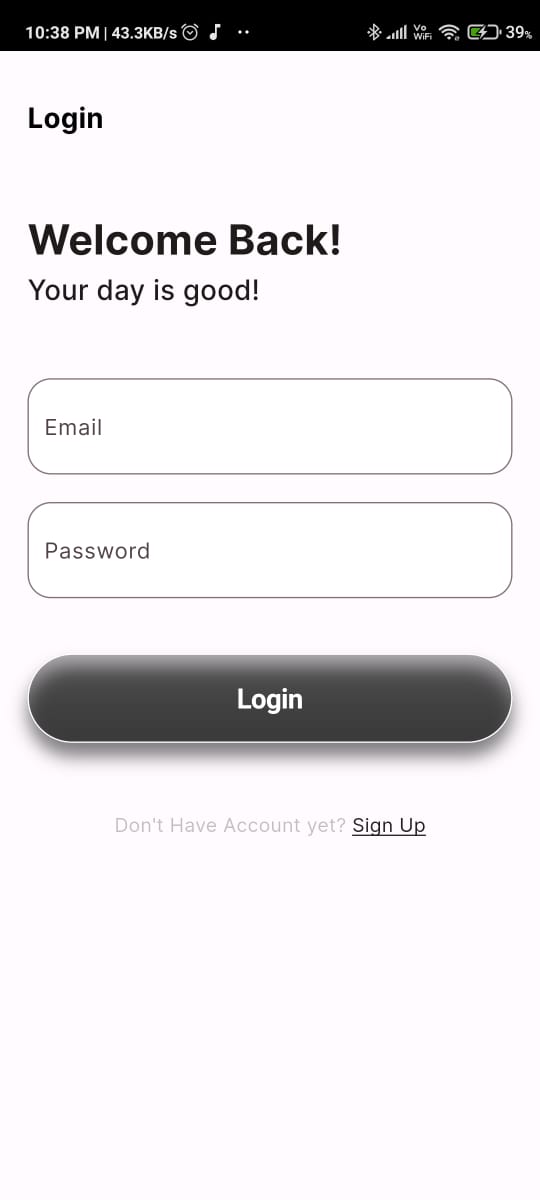 10:38 PM | 43.3KB/s
Vo
WiFi
39%
Login
Welcome Back!
Your day is good!
Email
Password
Login
Don't Have Account yet? Sign Up